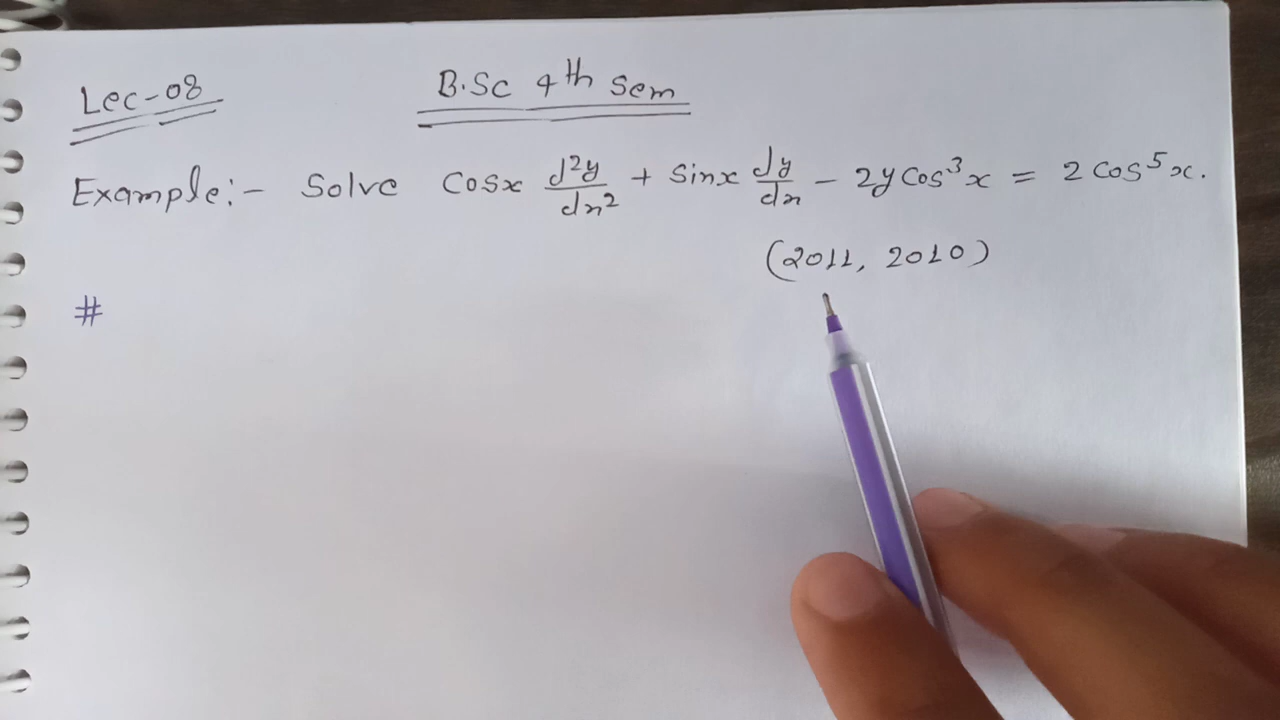 Lec-08 B.Sc 4th Sem
Example:- Solve Cosx d²y/dx² + Sinx dy/dx - 2y Cos³x = 2 Cos⁵x.
(2011, 2010)
#